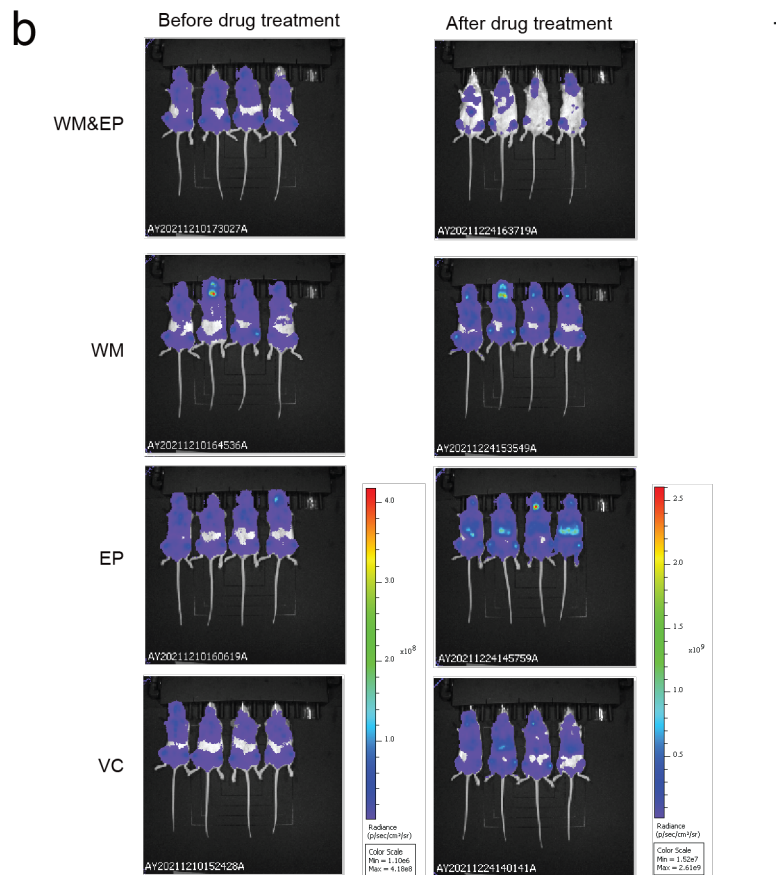 b
Before drug treatment
After drug treatment
WM&EP
AY20211210173027A
AY20211224163719A
WM
AY20211210164536A
AY20211224153549A
EP
AY20211210160619A
AY20211224145759A
4.0
3.0
2.0
1.0
x10⁸
Radiance
(p/sec/cm²/sr)
Color Scale
Min = 1.10e6
Max = 4.18e8
2.5
2.0
1.5
1.0
0.5
x10⁹
Radiance
(p/sec/cm²/sr)
Color Scale
Min = 1.52e7
Max = 2.61e9
VC
AY20211210152428A
AY20211224140141A